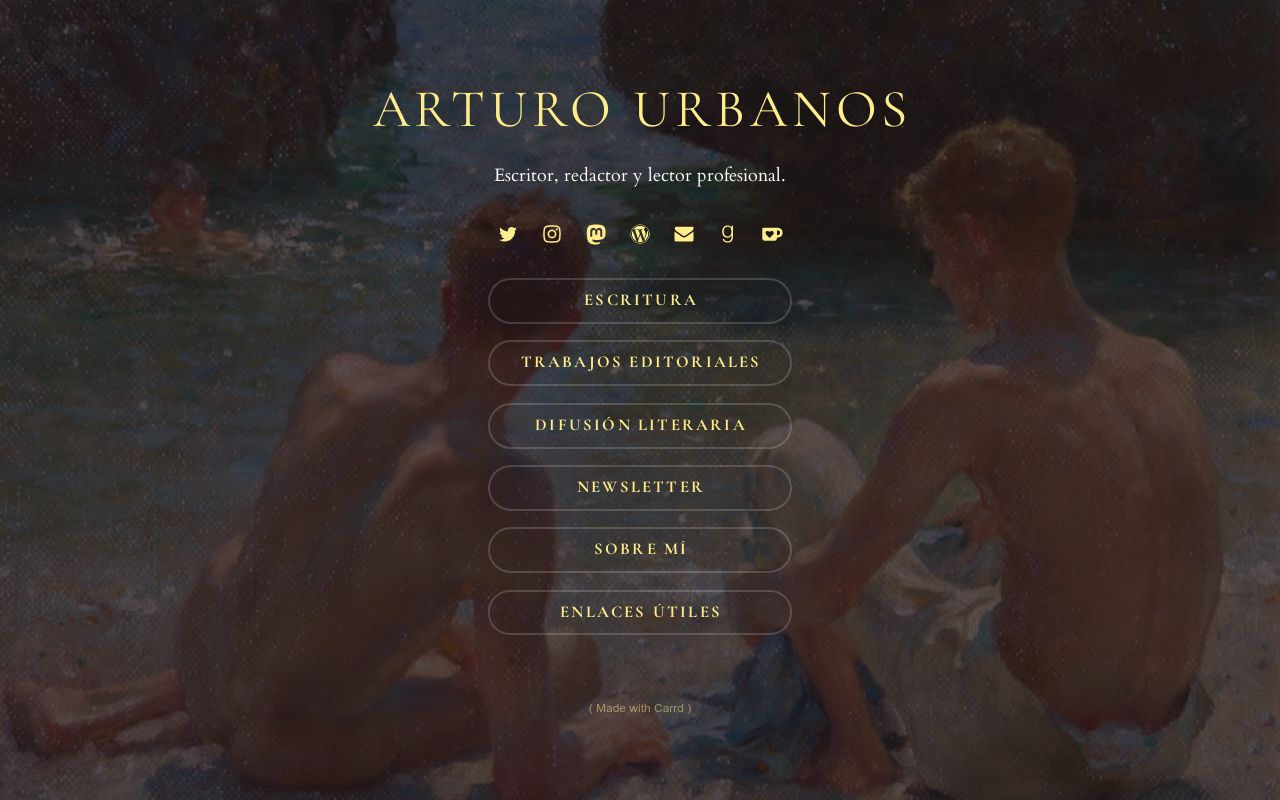 ARTURO URBANOS
Escritor, redactor y lector profesional.
ESCRITURA
TRABAJOS EDITORIALES
DIFUSIÓN LITERARIA
NEWSLETTER
SOBRE MÍ
ENLACES ÚTILES
( Made with Carrd )